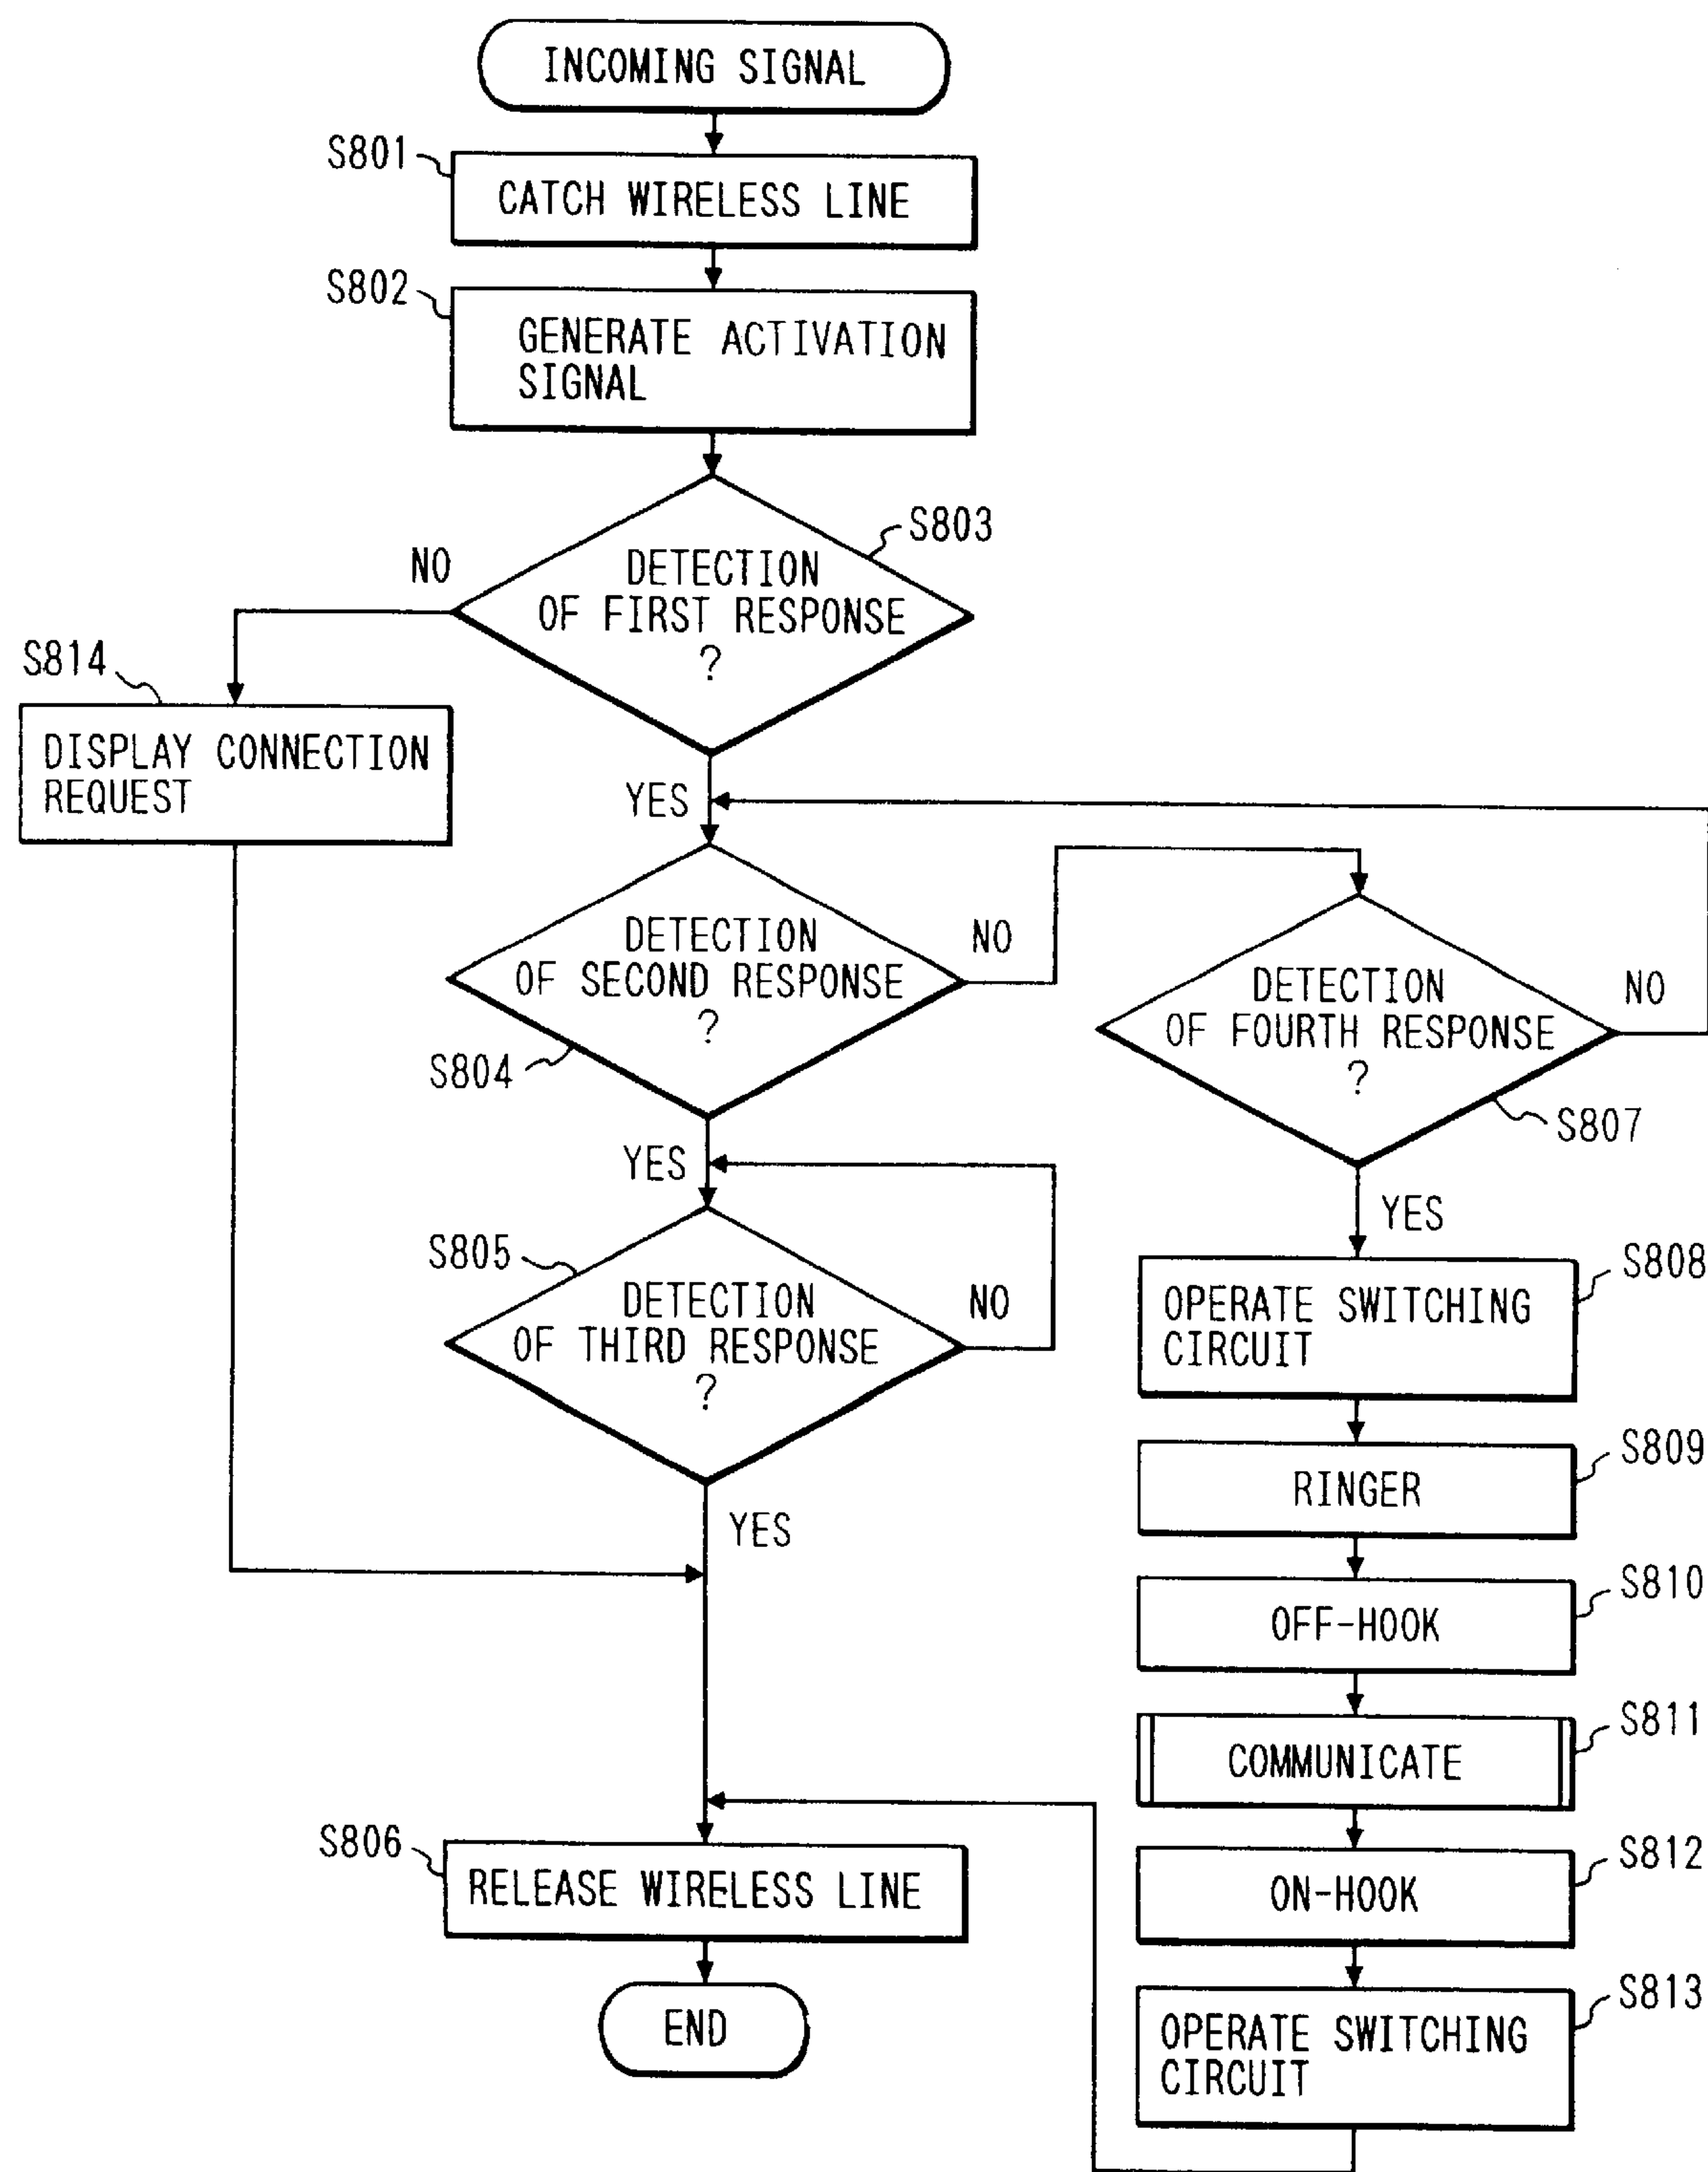 INCOMING SIGNAL
S801
CATCH WIRELESS LINE
S802
GENERATE ACTIVATION
SIGNAL
S803
NO
DETECTION
OF FIRST RESPONSE
?
S814
DISPLAY CONNECTION
REQUEST
YES
DETECTION
OF SECOND RESPONSE
?
NO
S804
DETECTION
OF FOURTH RESPONSE
?
NO
S807
YES
YES
S805
DETECTION
OF THIRD RESPONSE
?
NO
YES
S808
OPERATE SWITCHING
CIRCUIT
S809
RINGER
S810
OFF-HOOK
S811
COMMUNICATE
S812
ON-HOOK
S813
OPERATE SWITCHING
CIRCUIT
S806
RELEASE WIRELESS LINE
END